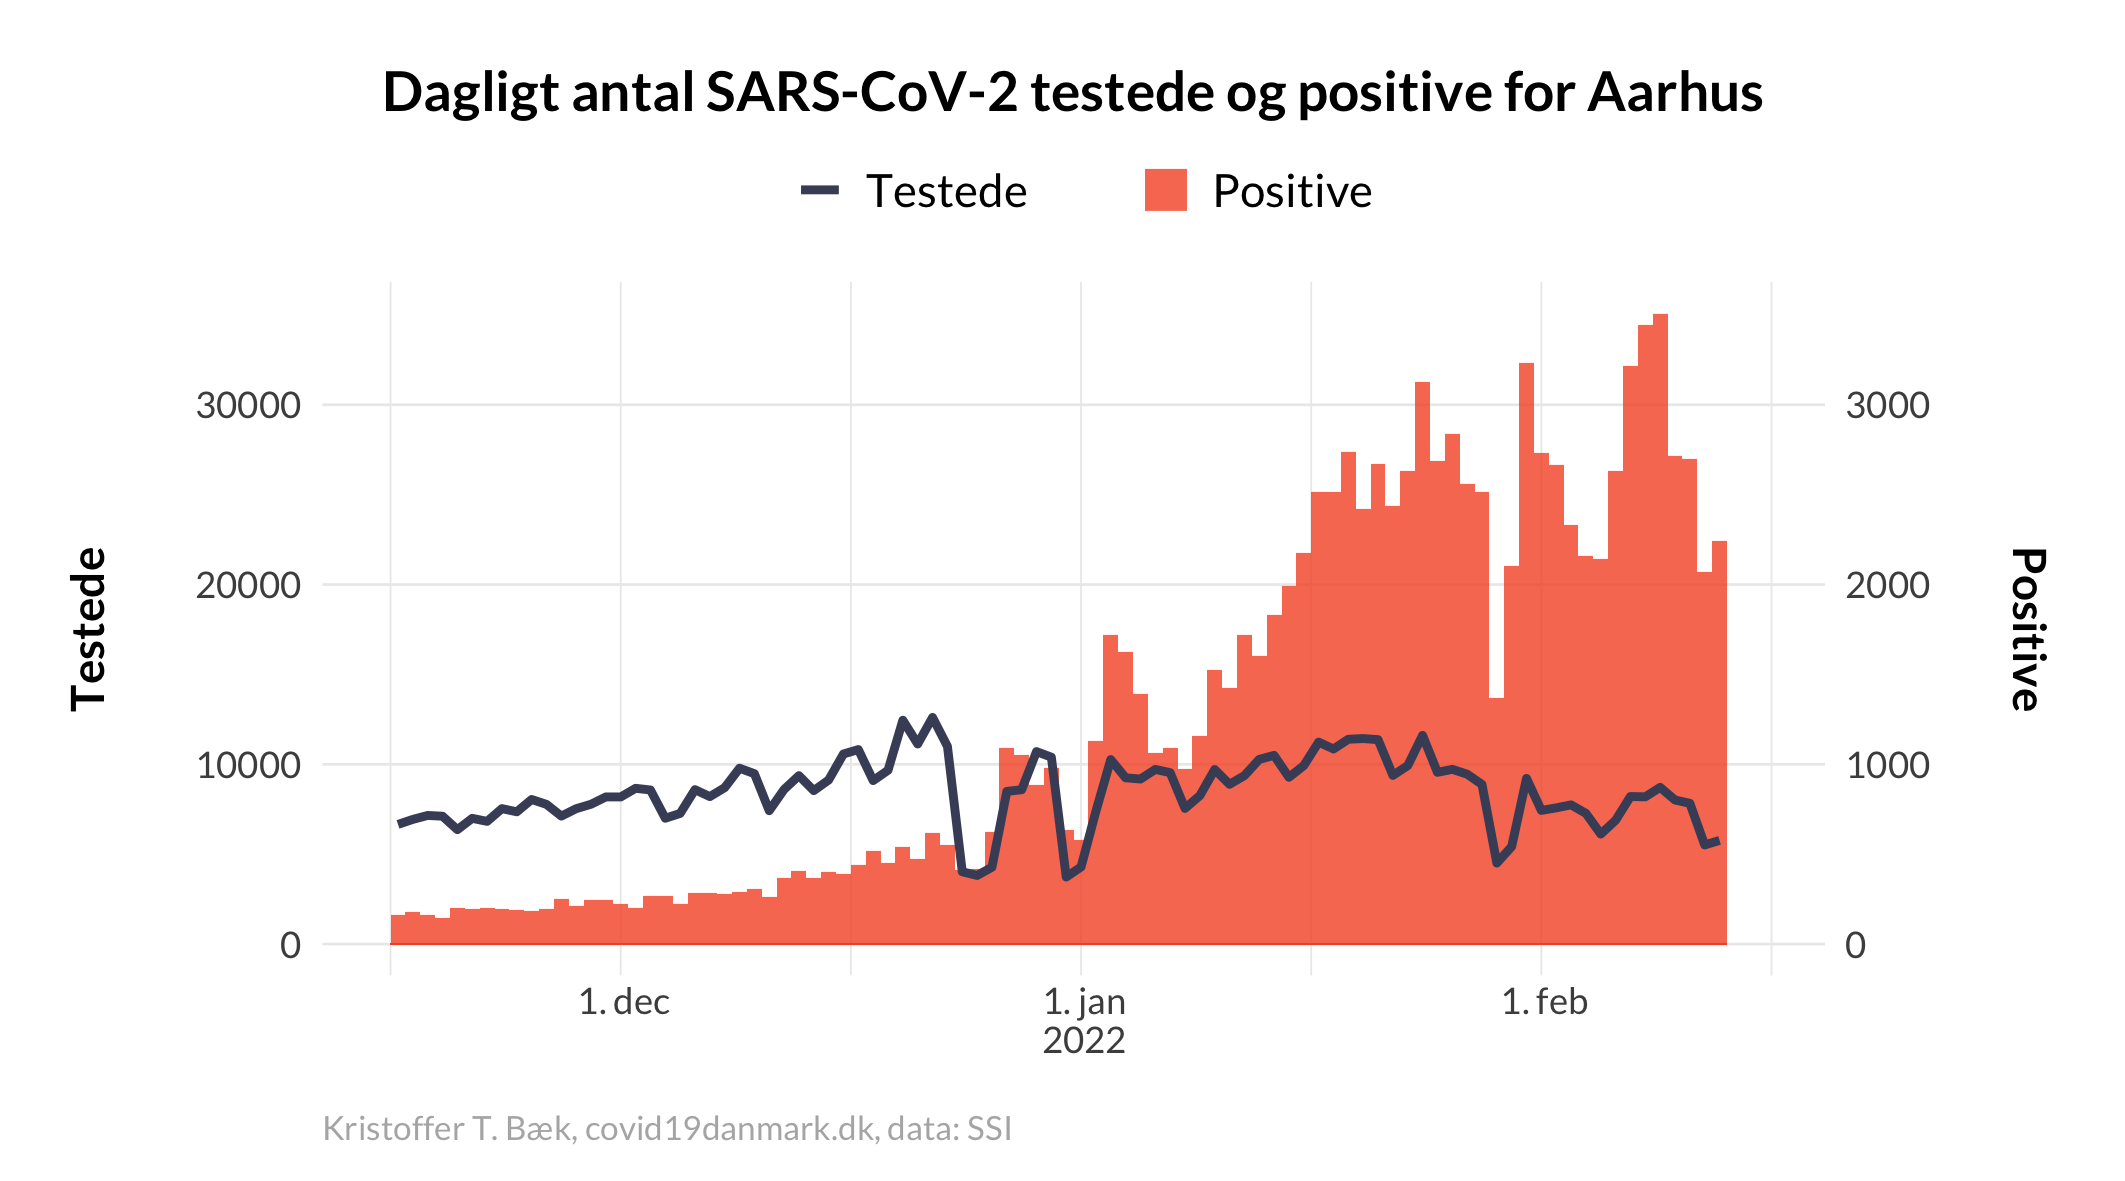 Dagligt antal SARS-CoV-2 testede og positive for Aarhus
Testede
Positive
Testede
30000
20000
10000
0
3000
2000
1000
0
Positive
1. dec
1. jan
2022
1. feb
Kristoffer T. Bæk, covid19danmark.dk, data: SSI